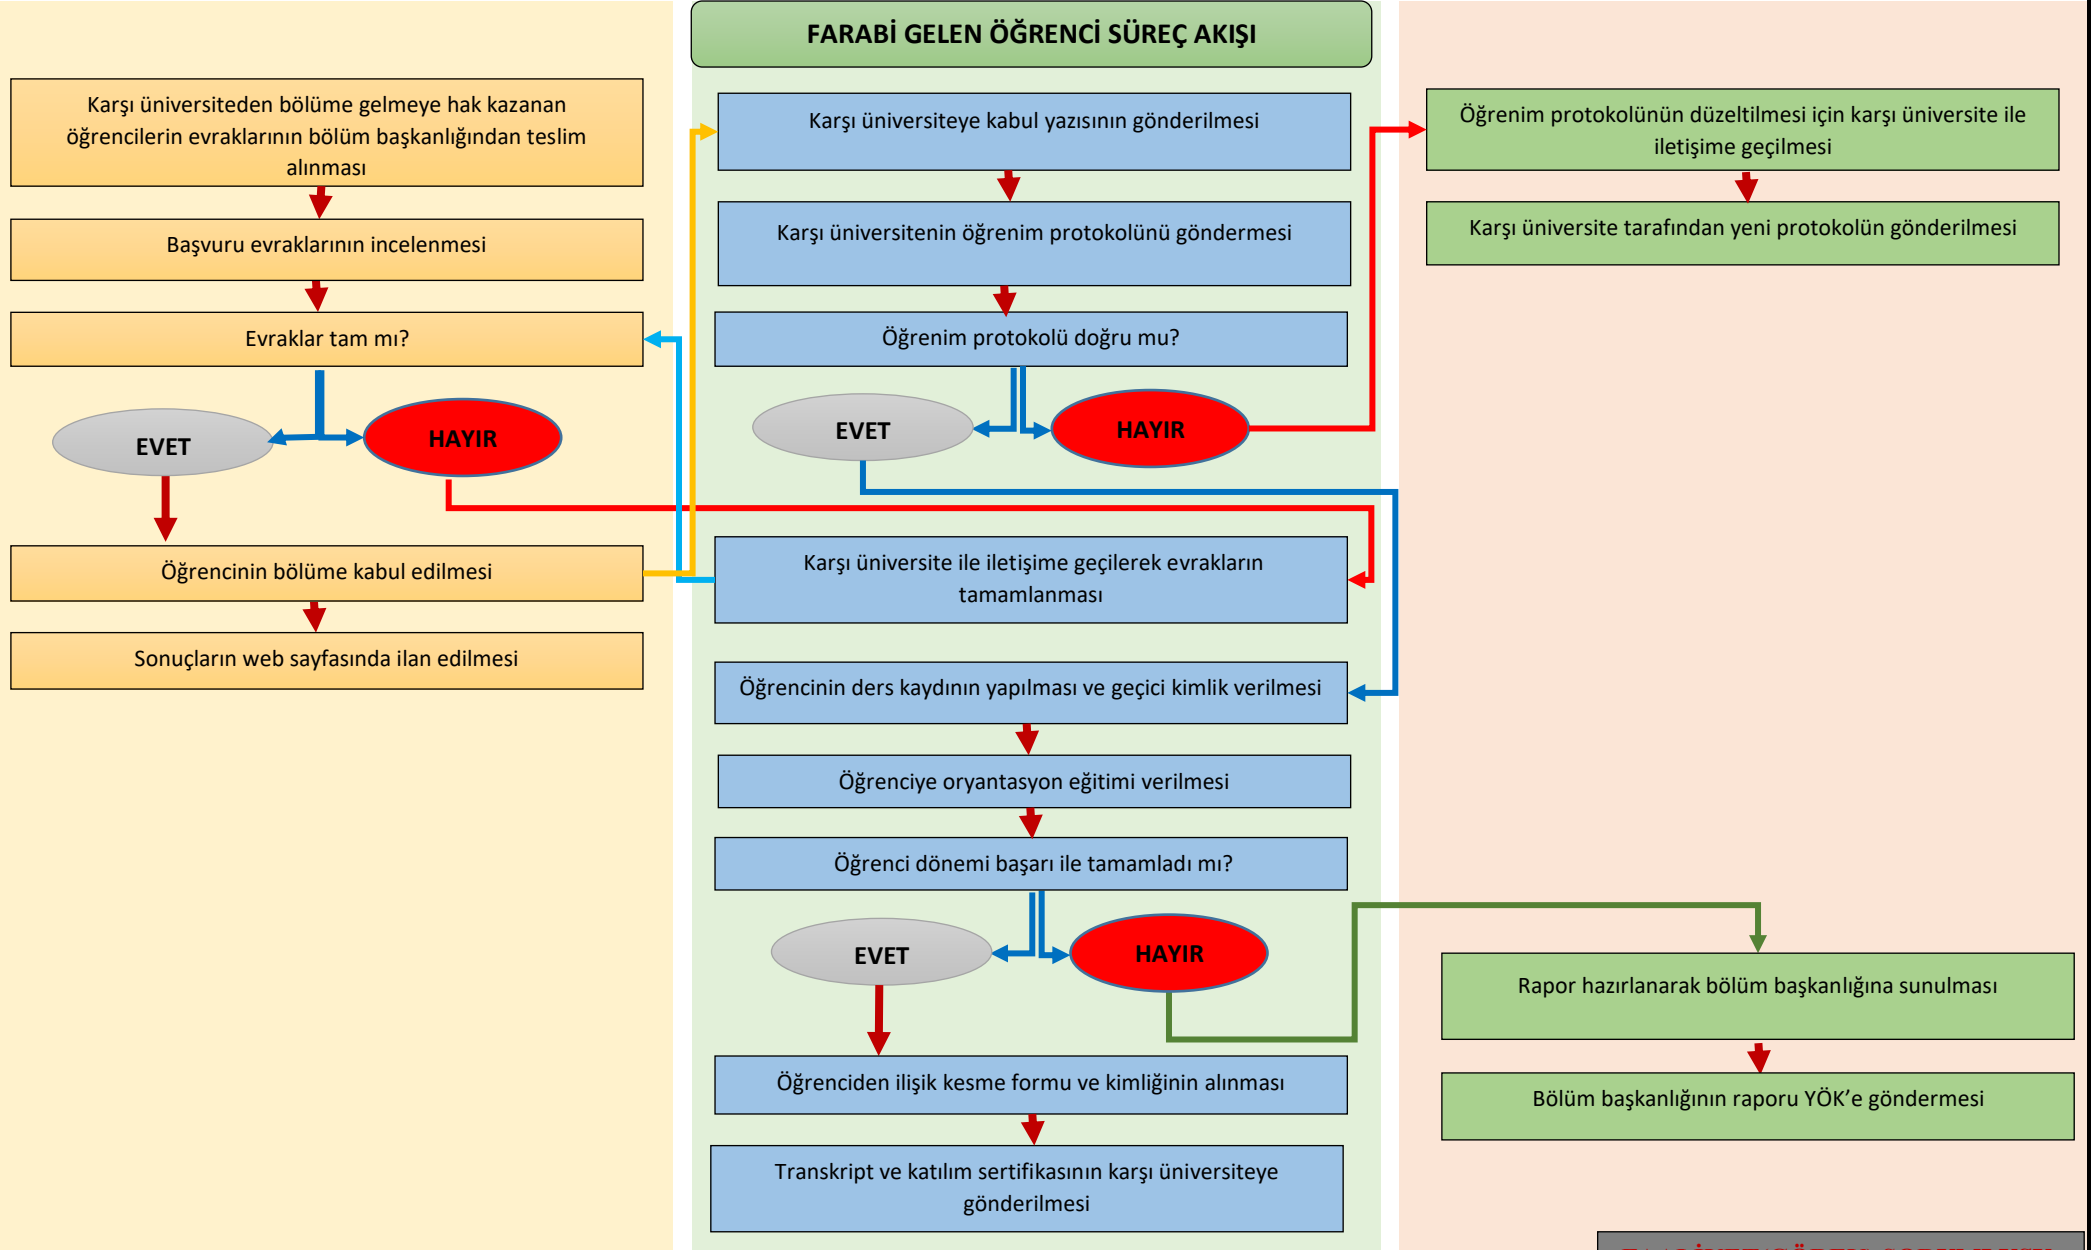 FARABİ GELEN ÖĞRENCİ SÜREÇ AKIŞI
Karşı üniversiteden bölüme gelmeye hak kazanan
öğrencilerin evraklarının bölüm başkanlığından teslim
alınması
Başvuru evraklarının incelenmesi
Evraklar tam mı?
EVET
HAYIR
Öğrencinin bölüme kabul edilmesi
Sonuçların web sayfasında ilan edilmesi
Karşı üniversiteye kabul yazısının gönderilmesi
Karşı üniversitenin öğrenim protokolünü göndermesi
Öğrenim protokolü doğru mu?
EVET
HAYIR
Karşı üniversite ile iletişime geçilerek evrakların
tamamlanması
Öğrencinin ders kaydının yapılması ve geçici kimlik verilmesi
Öğrenciye oryantasyon eğitimi verilmesi
Öğrenci dönemi başarı ile tamamladı mı?
EVET
HAYIR
Öğrenciden ilişik kesme formu ve kimliğinin alınması
Transkript ve katılım sertifikasının karşı üniversiteye
gönderilmesi
Öğrenim protokolünün düzeltilmesi için karşı üniversite ile
iletişime geçilmesi
Karşı üniversite tarafından yeni protokolün gönderilmesi
Rapor hazırlanarak bölüm başkanlığına sunulması
Bölüm başkanlığının raporu YÖK’e göndermesi